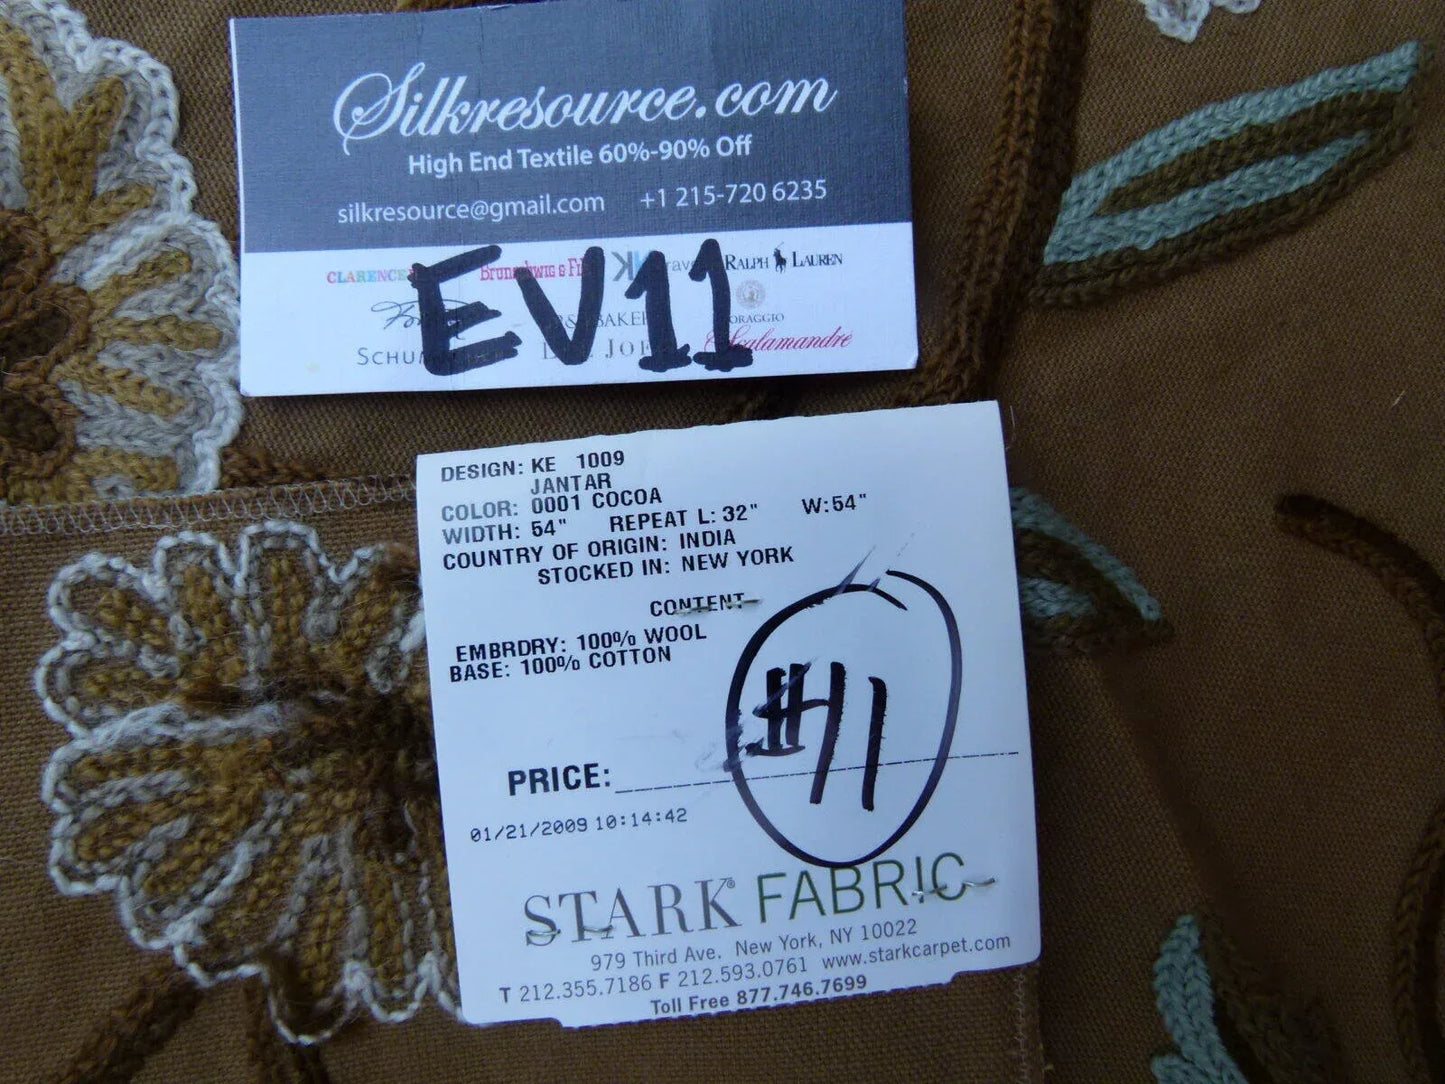 Silkresource.com
High End Textile 60%-90% Off
silkresource@gmail.com +1 215-720 6235
CLARENCE RALPH LAUREN
EV11
Scalamandré
DESIGN: KE 1009
JANTAR
COLOR: 0001 COCOA
WIDTH: 54" REPEAT L: 32" W:54"
COUNTRY OF ORIGIN: INDIA
STOCKED IN: NEW YORK
CONTENT
EMBRDRY: 100% WOOL
BASE: 100% COTTON
PRICE:
01/21/2009 10:14:42
STARK® FABRIC
979 Third Ave. New York, NY 10022
T 212.355.7186 F 212.593.0761 www.starkcarpet.com
Toll Free 877.746.7699